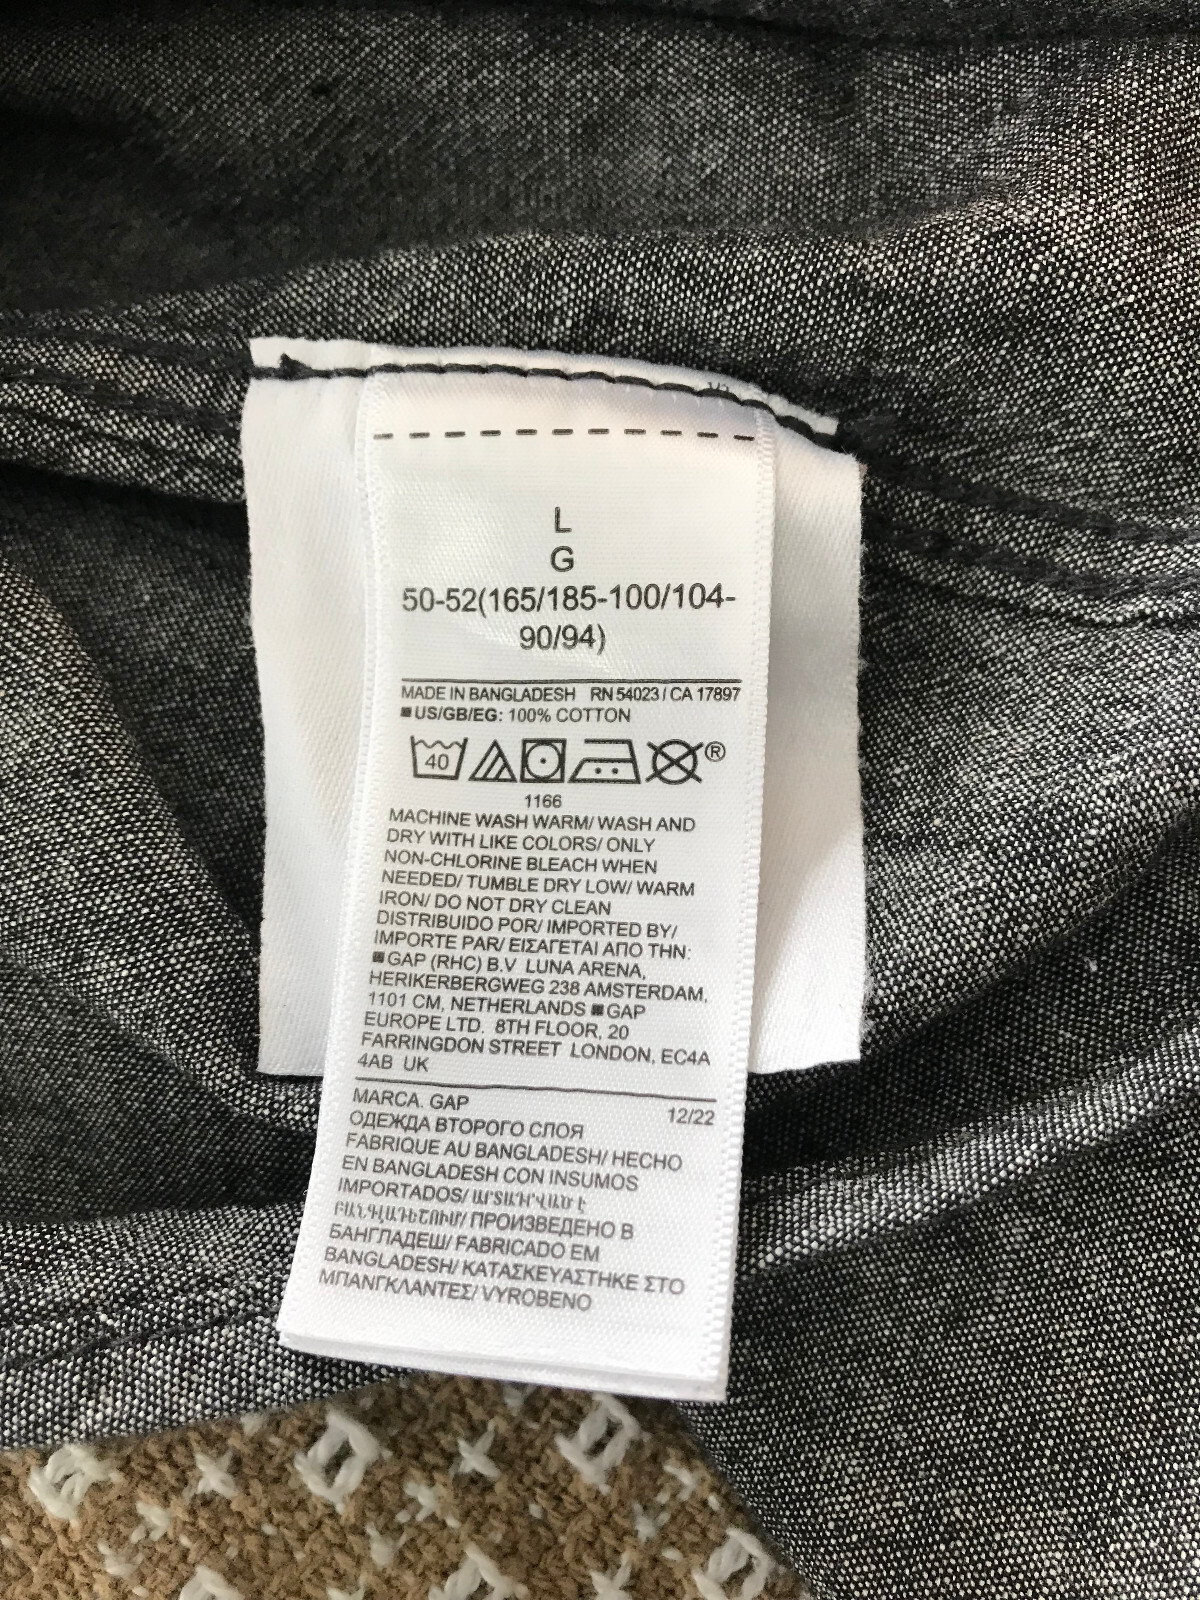 L
G
50-52(165/185-100/104-
90/94)
MADE IN BANGLADESH RN 54023 / CA 17897
■US/GB/EG: 100% COTTON
40 ®
1166
MACHINE WASH WARM/ WASH AND
DRY WITH LIKE COLORS/ ONLY
NON-CHLORINE BLEACH WHEN
NEEDED/ TUMBLE DRY LOW/ WARM
IRON/ DO NOT DRY CLEAN
DISTRIBUIDO POR/ IMPORTED BY/
IMPORTE PAR/ ΕΙΣΑΓΕΤΑΙ ΑΠΟ ΤΗΝ:
■GAP (RHC) B.V LUNA ARENA,
HERIKERBERGWEG 238 AMSTERDAM,
1101 CM, NETHERLANDS ■GAP
EUROPE LTD. 8TH FLOOR, 20
FARRINGDON STREET LONDON, EC4A
4AB UK
MARCA. GAP 12/22
ОДЕЖДА ВТОРОГО СЛОЯ
FABRIQUE AU BANGLADESH/ HECHO
EN BANGLADESH CON INSUMOS
IMPORTADOS/ ԱՐՏԱԴՐՎԱԾ Է
ԲԱՆԳԼԱԴԵՇՈՒՄ/ ПРОИЗВЕДЕНО В
БАНГЛАДЕШ/ FABRICADO EM
BANGLADESH/ ΚΑΤΑΣΚΕΥΑΣΤΗΚΕ ΣΤΟ
ΜΠΑΝΓΚΛΑΝΤΕΣ/ VYROBENO